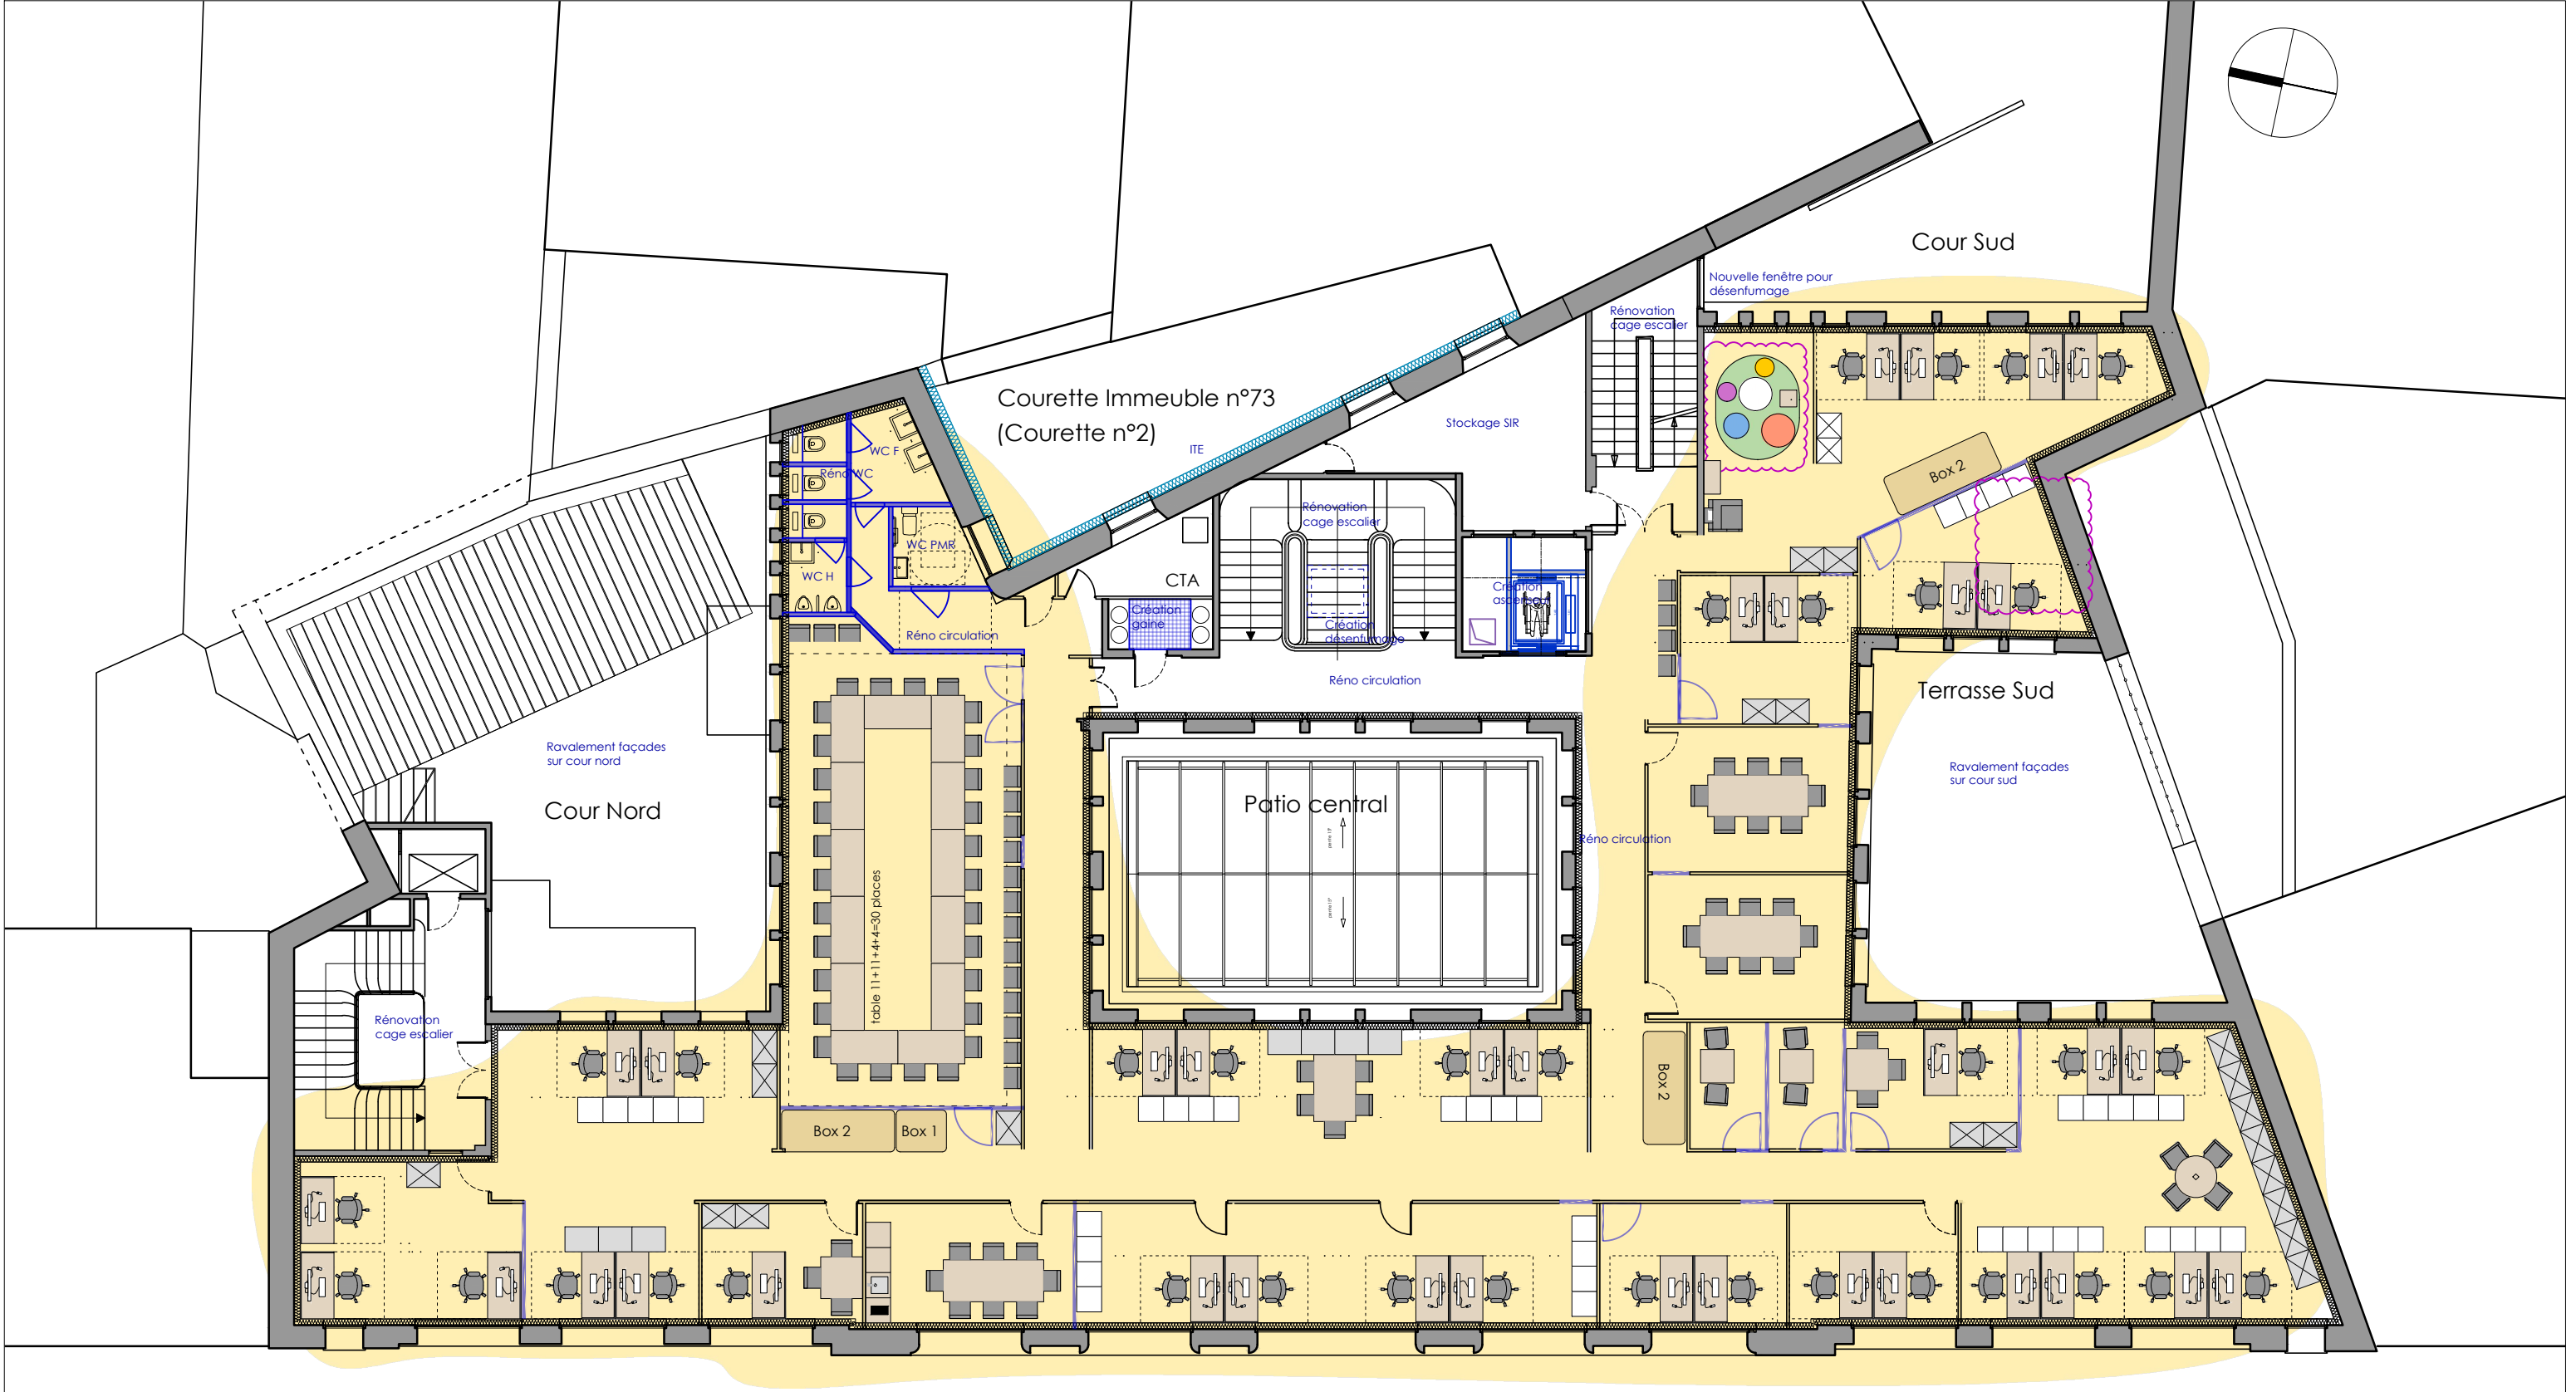 Cour Sud
Nouvelle fenêtre pour
désenfumage
Rénovation
cage escalier
Courette Immeuble n°73
(Courette n°2)
ITE
Stockage SIR
WC F
Réno WC
Box 2
Rénovation
cage escalier
WC PMR
WC H
CTA
Création
gaine
Création
ascenseur
Création
désenfumage
Réno circulation
Réno circulation
Terrasse Sud
Ravalement façades
sur cour nord
Ravalement façades
sur cour sud
Cour Nord
Patio central
Réno circulation
table 11+11+4+4=30 places
Rénovation
cage escalier
Box 2
Box 2
Box 1